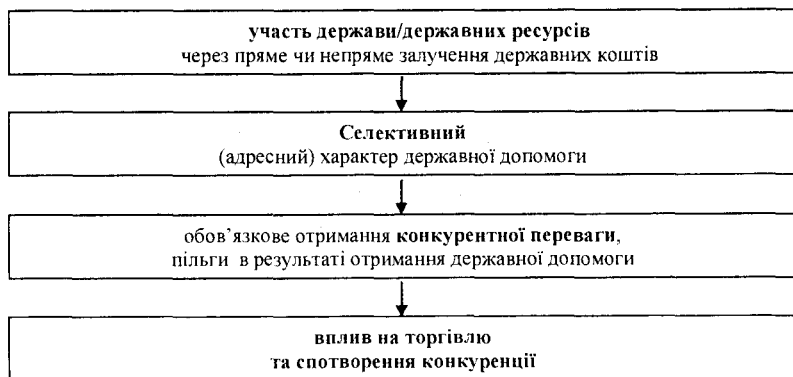 участь держави/державних ресурсів
через пряме чи непряме залучення державних коштів
Селективний
(адресний) характер державної допомоги
обов’язкове отримання конкурентної переваги,
пільги в результаті отримання державної допомоги
вплив на торгівлю
та спотворення конкуренції